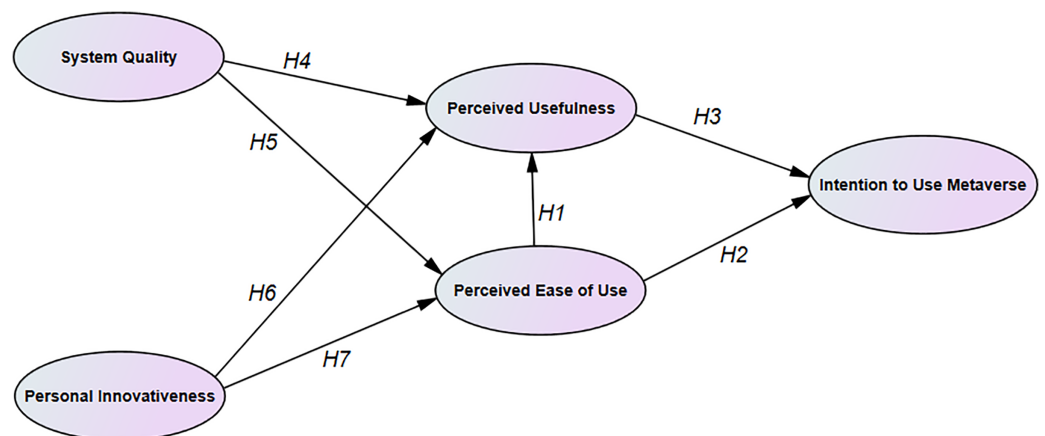 System Quality
H4
Perceived Usefulness
H3
H5
Intention to Use Metaverse
H1
H2
H6
Perceived Ease of Use
H7
Personal Innovativeness